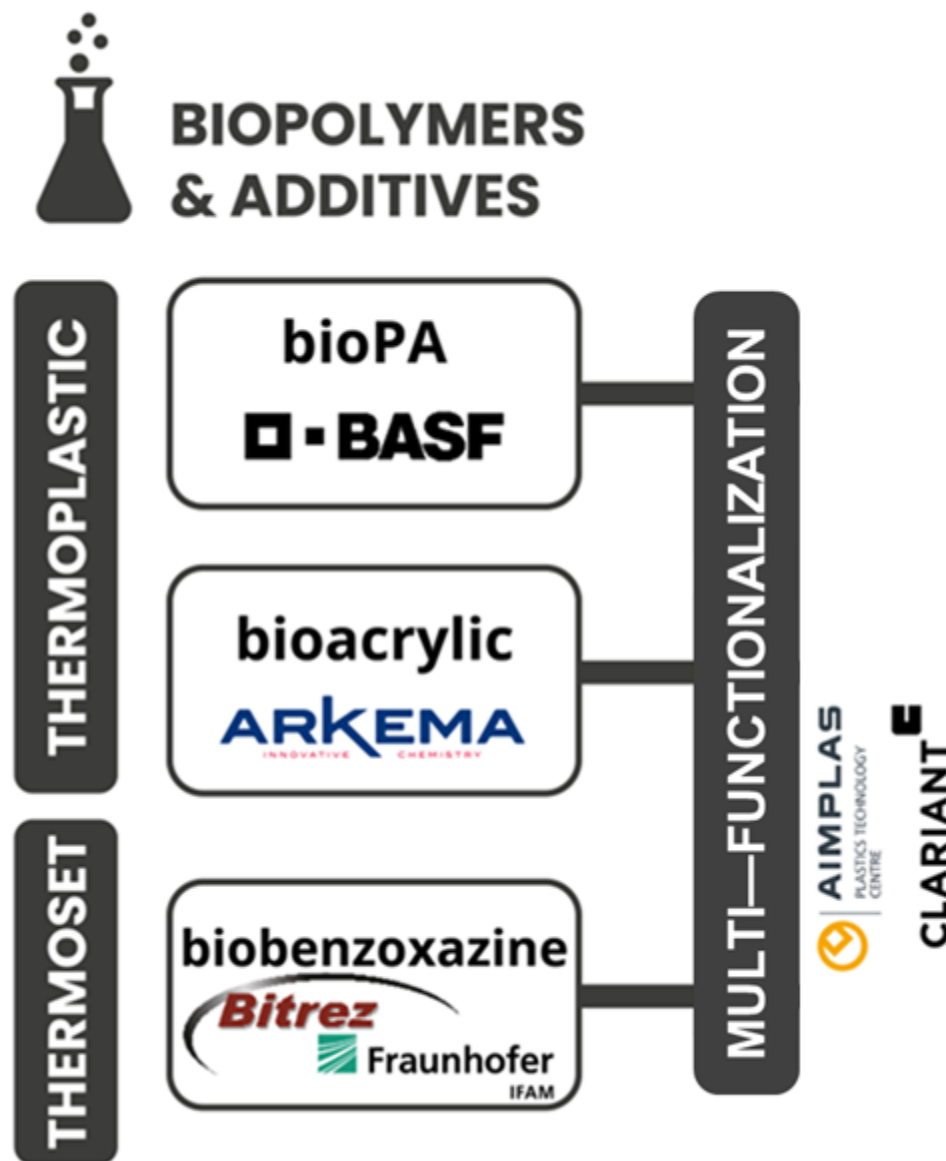 BIOPOLYMERS
& ADDITIVES
THERMOPLASTIC
bioPA
BASF
bioacrylic
ARKEMA
INNOVATIVE CHEMISTRY
THERMOSET
biobenzoxazine
Bitrez
Fraunhofer
IFAM
MULTI—FUNCTIONALIZATION
AIMPLAS
PLASTICS TECHNOLOGY
CENTRE
CLARIANT